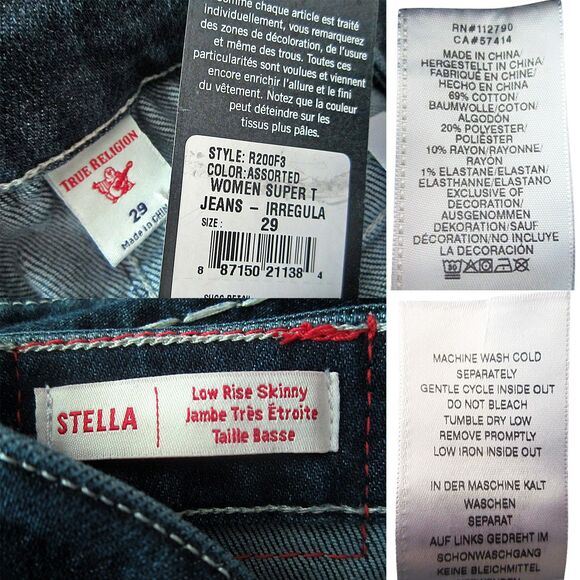 comme chaque article est traité
individuellement, vous remarquerez
des zones de décoloration, de l'usure
et même des trous. Toutes ces
particularités sont voulues et viennent
encore enrichir l'allure et le fini
du vêtement. Notez que la couleur
peut déteindre sur les
tissus plus pâles.
STYLE: R200F3
COLOR: ASSORTED
WOMEN SUPER T
JEANS - IRREGULA
SIZE: 29
8 87150 21138 4
TRUE RELIGION
29
Made in China
RN#112790
CA#57414
MADE IN CHINA/
HERGESTELLT IN CHINA/
FABRIQUÉ EN CHINE/
HECHO EN CHINA
69% COTTON/
BAUMWOLLE/COTON/
ALGODÓN
20% POLYESTER/
POLIÉSTER
10% RAYON/RAYONNE/
RAYÓN
1% ELASTANE/ELASTAN/
ELASTHANNE/ELASTANO
EXCLUSIVE OF
DECORATION/
AUSGENOMMEN
DEKORATION/SAUF
DÉCORATION/NO INCLUYE
LA DECORACIÓN
30
STELLA
Low Rise Skinny
Jambe Très Étroite
Taille Basse
MACHINE WASH COLD
SEPARATELY
GENTLE CYCLE INSIDE OUT
DO NOT BLEACH
TUMBLE DRY LOW
REMOVE PROMPTLY
LOW IRON INSIDE OUT
IN DER MASCHINE KALT
WASCHEN
SEPARAT
AUF LINKS GEDREHT IM
SCHONWASCHGANG
KEINE BLEICHMITTEL